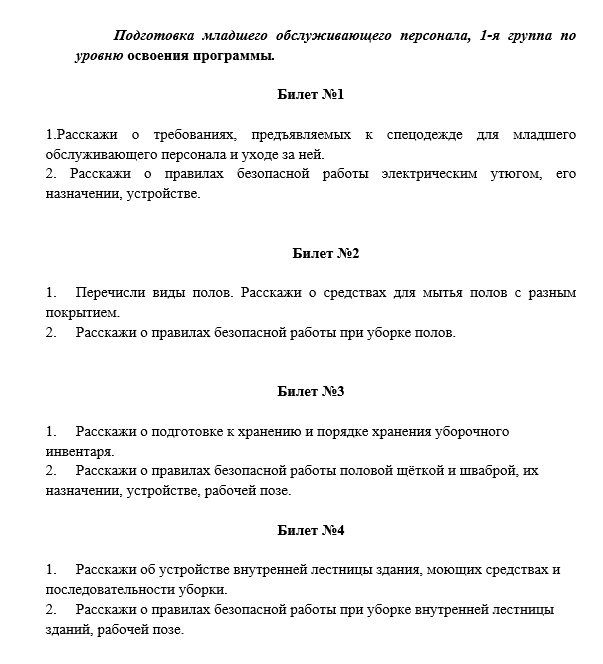 Подготовка младшего обслуживающего персонала, 1-я группа по
уровню освоения программы.
Билет №1
1.Расскажи о требованиях, предъявляемых к спецодежде для младшего
обслуживающего персонала и уходе за ней.
2. Расскажи о правилах безопасной работы электрическим утюгом, его
назначении, устройстве.
Билет №2
1. Перечисли виды полов. Расскажи о средствах для мытья полов с разным
покрытием.
2. Расскажи о правилах безопасной работы при уборке полов.
Билет №3
1. Расскажи о подготовке к хранению и порядке хранения уборочного
инвентаря.
2. Расскажи о правилах безопасной работы половой щёткой и шваброй, их
назначении, устройстве, рабочей позе.
Билет №4
1. Расскажи об устройстве внутренней лестницы здания, моющих средствах и
последовательности уборки.
2. Расскажи о правилах безопасной работы при уборке внутренней лестницы
зданий, рабочей позе.